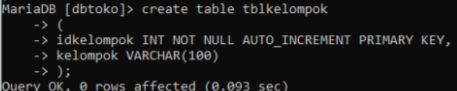 MariaDB [dbtoko]> create table tblkelompok
-> (
-> idkelompok INT NOT NULL AUTO_INCREMENT PRIMARY KEY,
-> kelompok VARCHAR(100)
-> );
Query OK, 0 rows affected (0.093 sec)